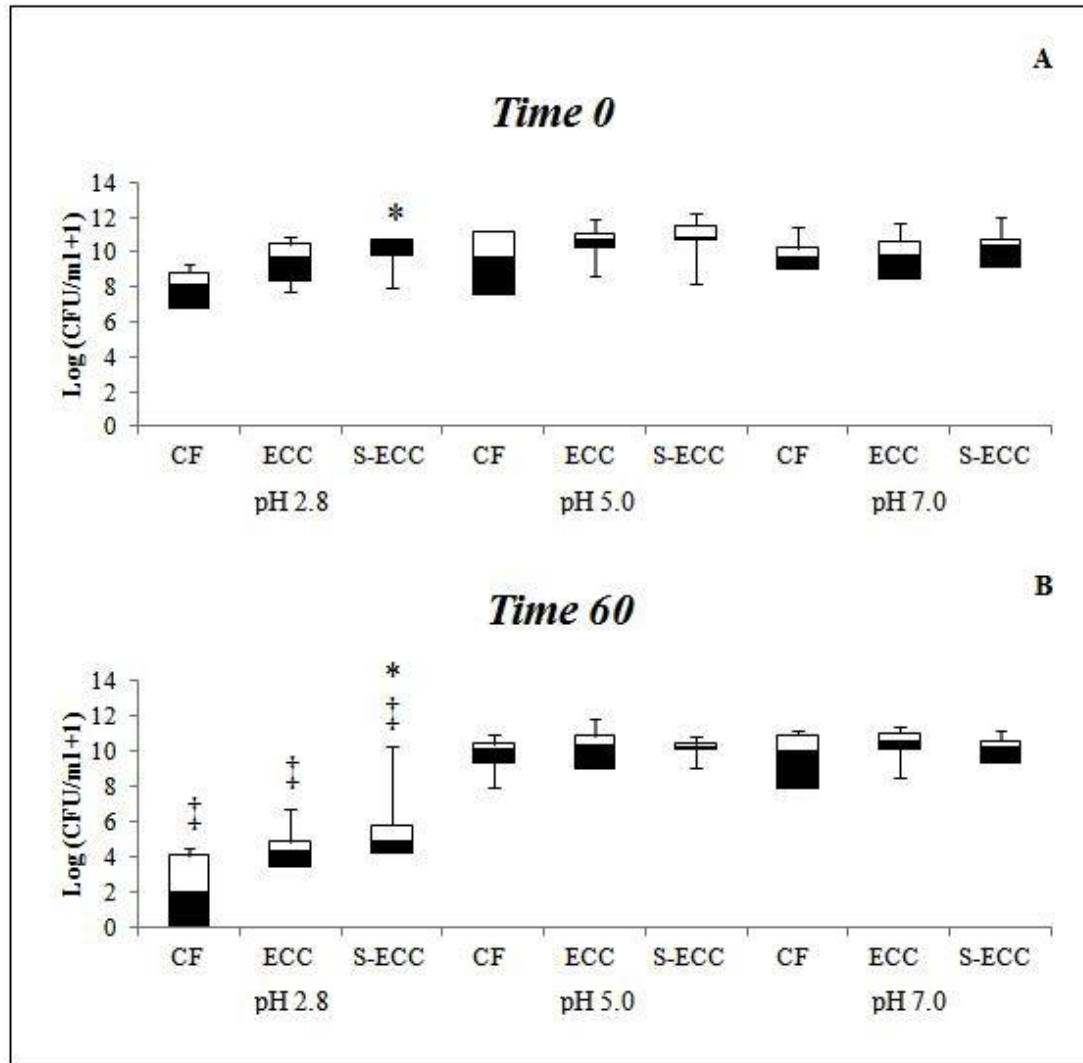 A
Time 0
Log (CFU/ml+1)
14
12
10
8
6
4
2
0
*
CF ECC S-ECC CF ECC S-ECC CF ECC S-ECC
pH 2.8 pH 5.0 pH 7.0
B
Time 60
Log (CFU/ml+1)
14
12
10
8
6
4
2
0
*
‡ ‡ ‡
CF ECC S-ECC CF ECC S-ECC CF ECC S-ECC
pH 2.8 pH 5.0 pH 7.0